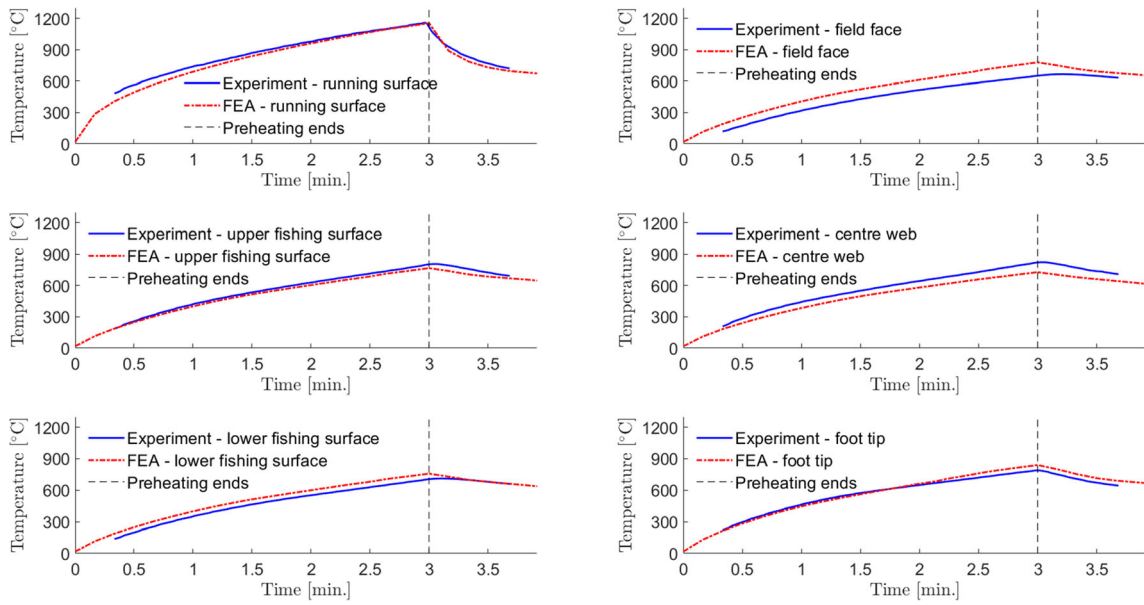 1200
900
600
300
0
Temperature [°C]
Experiment - running surface
FEA - running surface
Preheating ends
0 0.5 1 1.5 2 2.5 3 3.5
Time [min.]
1200
900
600
300
0
Temperature [°C]
Experiment - field face
FEA - field face
Preheating ends
0 0.5 1 1.5 2 2.5 3 3.5
Time [min.]
1200
900
600
300
0
Temperature [°C]
Experiment - upper fishing surface
FEA - upper fishing surface
Preheating ends
0 0.5 1 1.5 2 2.5 3 3.5
Time [min.]
1200
900
600
300
0
Temperature [°C]
Experiment - centre web
FEA - centre web
Preheating ends
0 0.5 1 1.5 2 2.5 3 3.5
Time [min.]
1200
900
600
300
0
Temperature [°C]
Experiment - lower fishing surface
FEA - lower fishing surface
Preheating ends
0 0.5 1 1.5 2 2.5 3 3.5
Time [min.]
1200
900
600
300
0
Temperature [°C]
Experiment - foot tip
FEA - foot tip
Preheating ends
0 0.5 1 1.5 2 2.5 3 3.5
Time [min.]